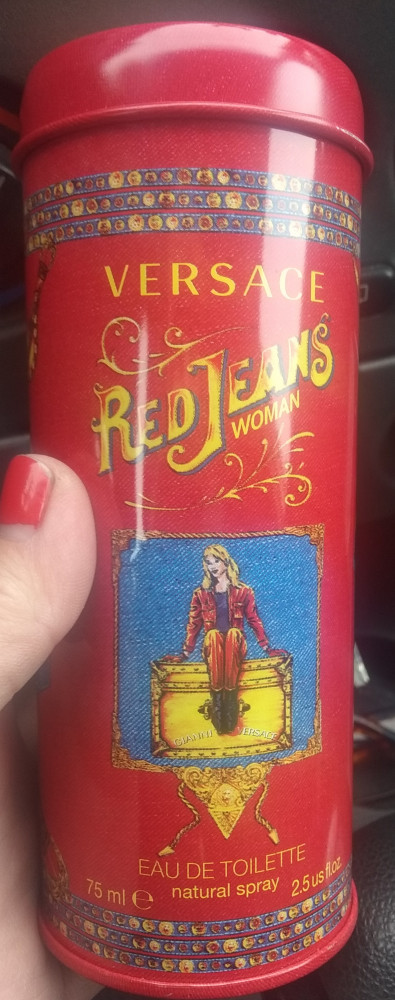 VERSACE
RED JEANS
WOMAN
GIANNI VERSACE
EAU DE TOILETTE
75 ml ℮ natural spray 2.5 us fl.oz.